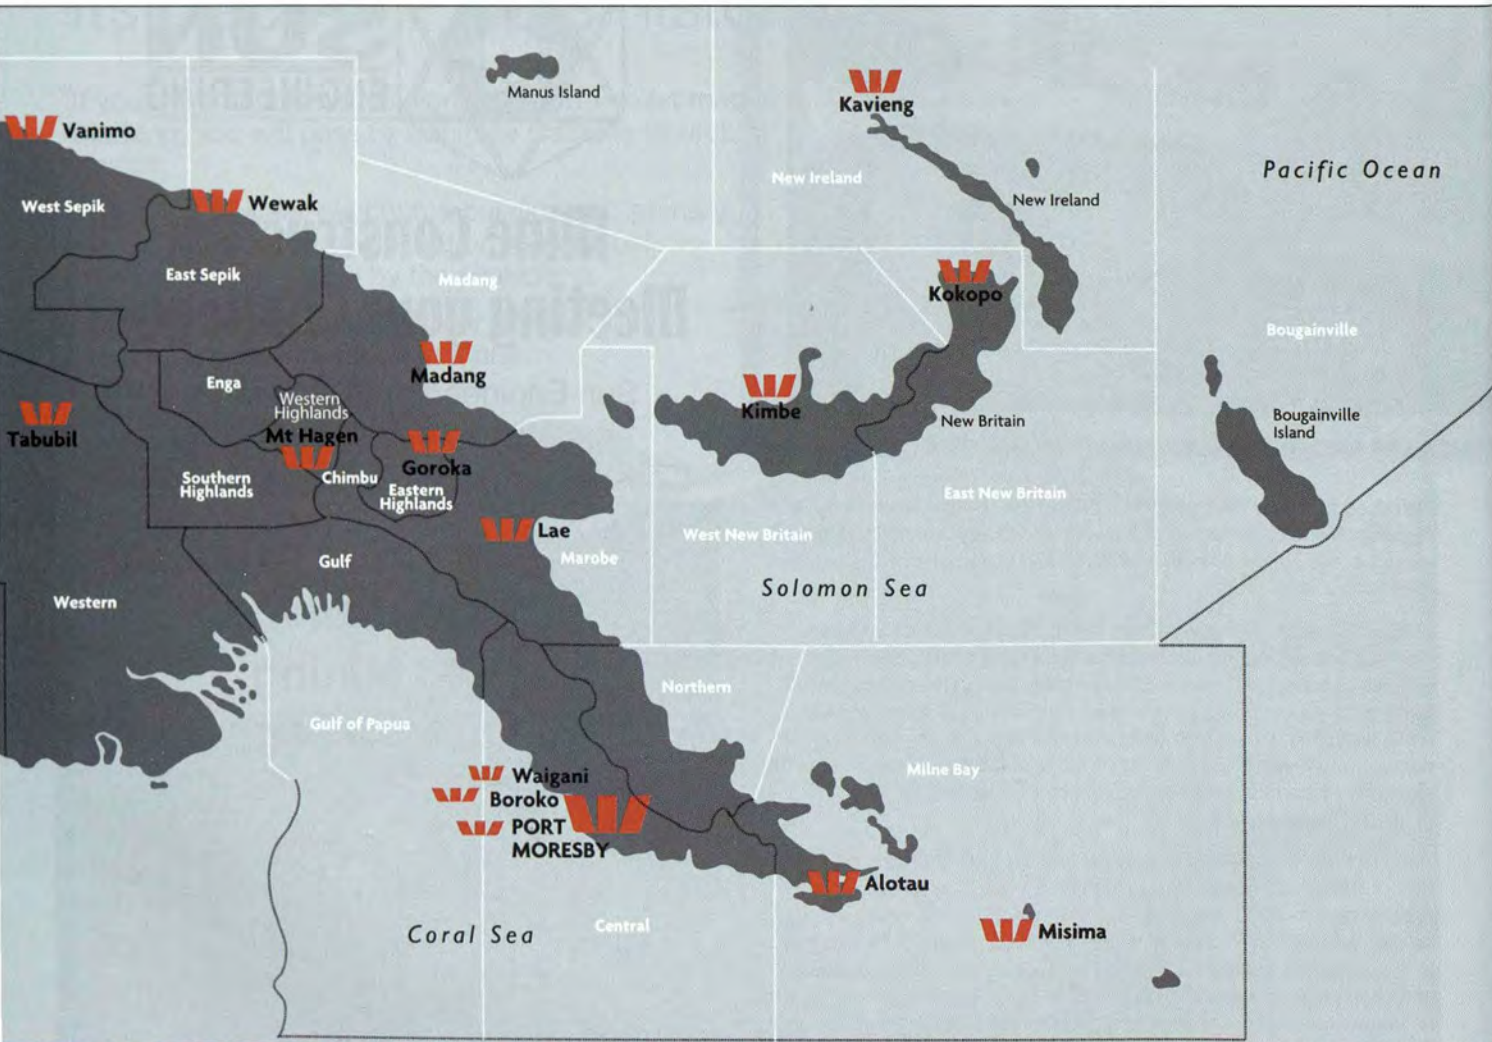 Manus Island
Kavieng
Vanimo
Pacific Ocean
New Ireland
New Ireland
West Sepik
Wewak
East Sepik
Madang
Kokopo
Bougainville
Madang
Enga
Western
Highlands
Kimbe
New Britain
Bougainville
Island
Tabubil
Mt Hagen
Goroka
Southern
Highlands
Chimbu
Eastern
Highlands
East New Britain
Lae
West New Britain
Marobe
Gulf
Solomon Sea
Western
Northern
Gulf of Papua
Milne Bay
Waigani
Boroko
PORT
MORESBY
Alotau
Central
Coral Sea
Misima